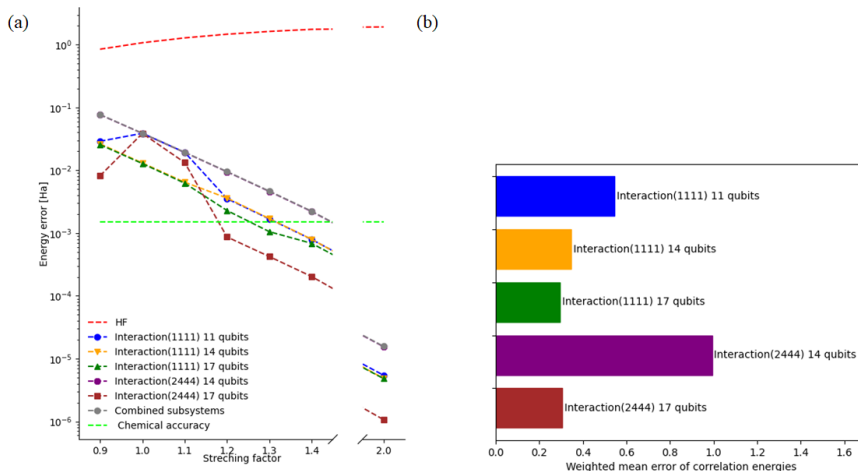 (a)
(b)
Energy error [Ha]
10⁰
10⁻¹
10⁻²
10⁻³
10⁻⁴
10⁻⁵
10⁻⁶
HF
Interaction(1111) 11 qubits
Interaction(1111) 14 qubits
Interaction(1111) 17 qubits
Interaction(2444) 14 qubits
Interaction(2444) 17 qubits
Combined subsystems
Chemical accuracy
0.9 1.0 1.1 1.2 1.3 1.4 2.0
Streching factor
Interaction(1111) 11 qubits
Interaction(1111) 14 qubits
Interaction(1111) 17 qubits
Interaction(2444) 14 qubits
Interaction(2444) 17 qubits
0.0 0.2 0.4 0.6 0.8 1.0 1.2 1.4 1.6
Weighted mean error of correlation energies